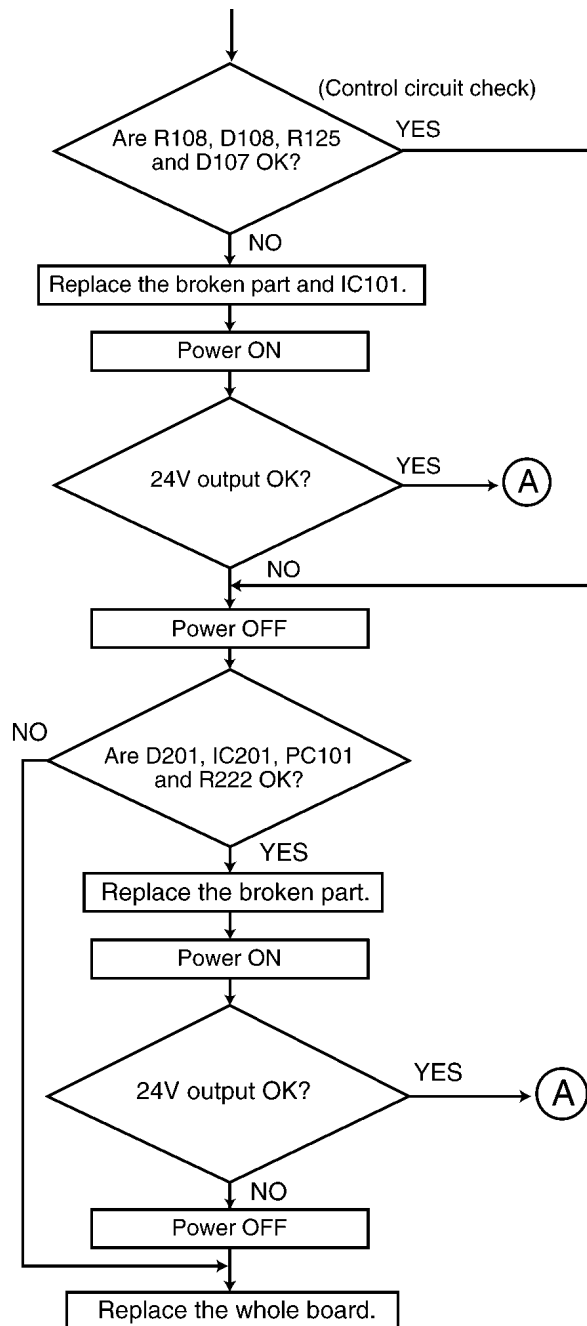 (Control circuit check)
Are R108, D108, R125
and D107 OK?
YES
NO
Replace the broken part and IC101.
Power ON
24V output OK?
YES
A
NO
Power OFF
NO
Are D201, IC201, PC101
and R222 OK?
YES
Replace the broken part.
Power ON
24V output OK?
YES
A
NO
Power OFF
Replace the whole board.